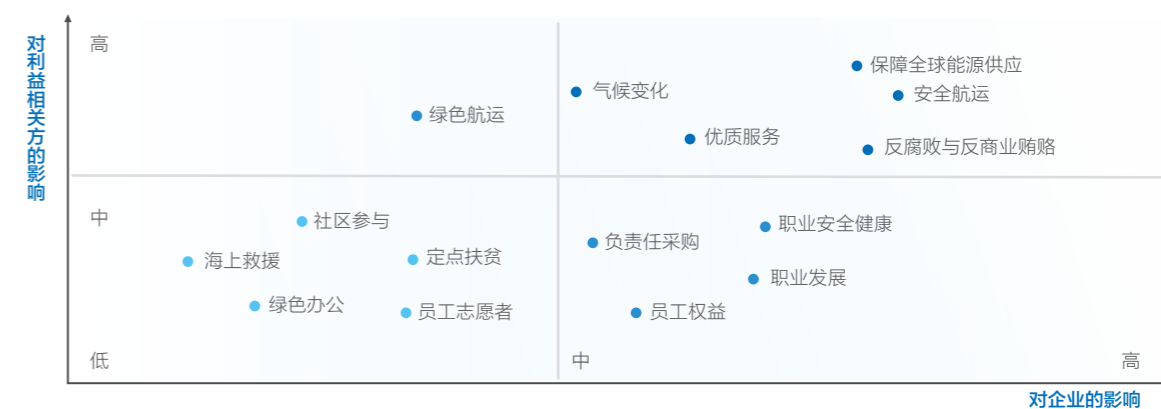 对利益相关方的影响
高
保障全球能源供应
气候变化
安全航运
绿色航运
优质服务
反腐败与反商业贿赂
中
社区参与
职业安全健康
负责任采购
海上救援
定点扶贫
职业发展
绿色办公
员工志愿者
员工权益
低
中
高
对企业的影响